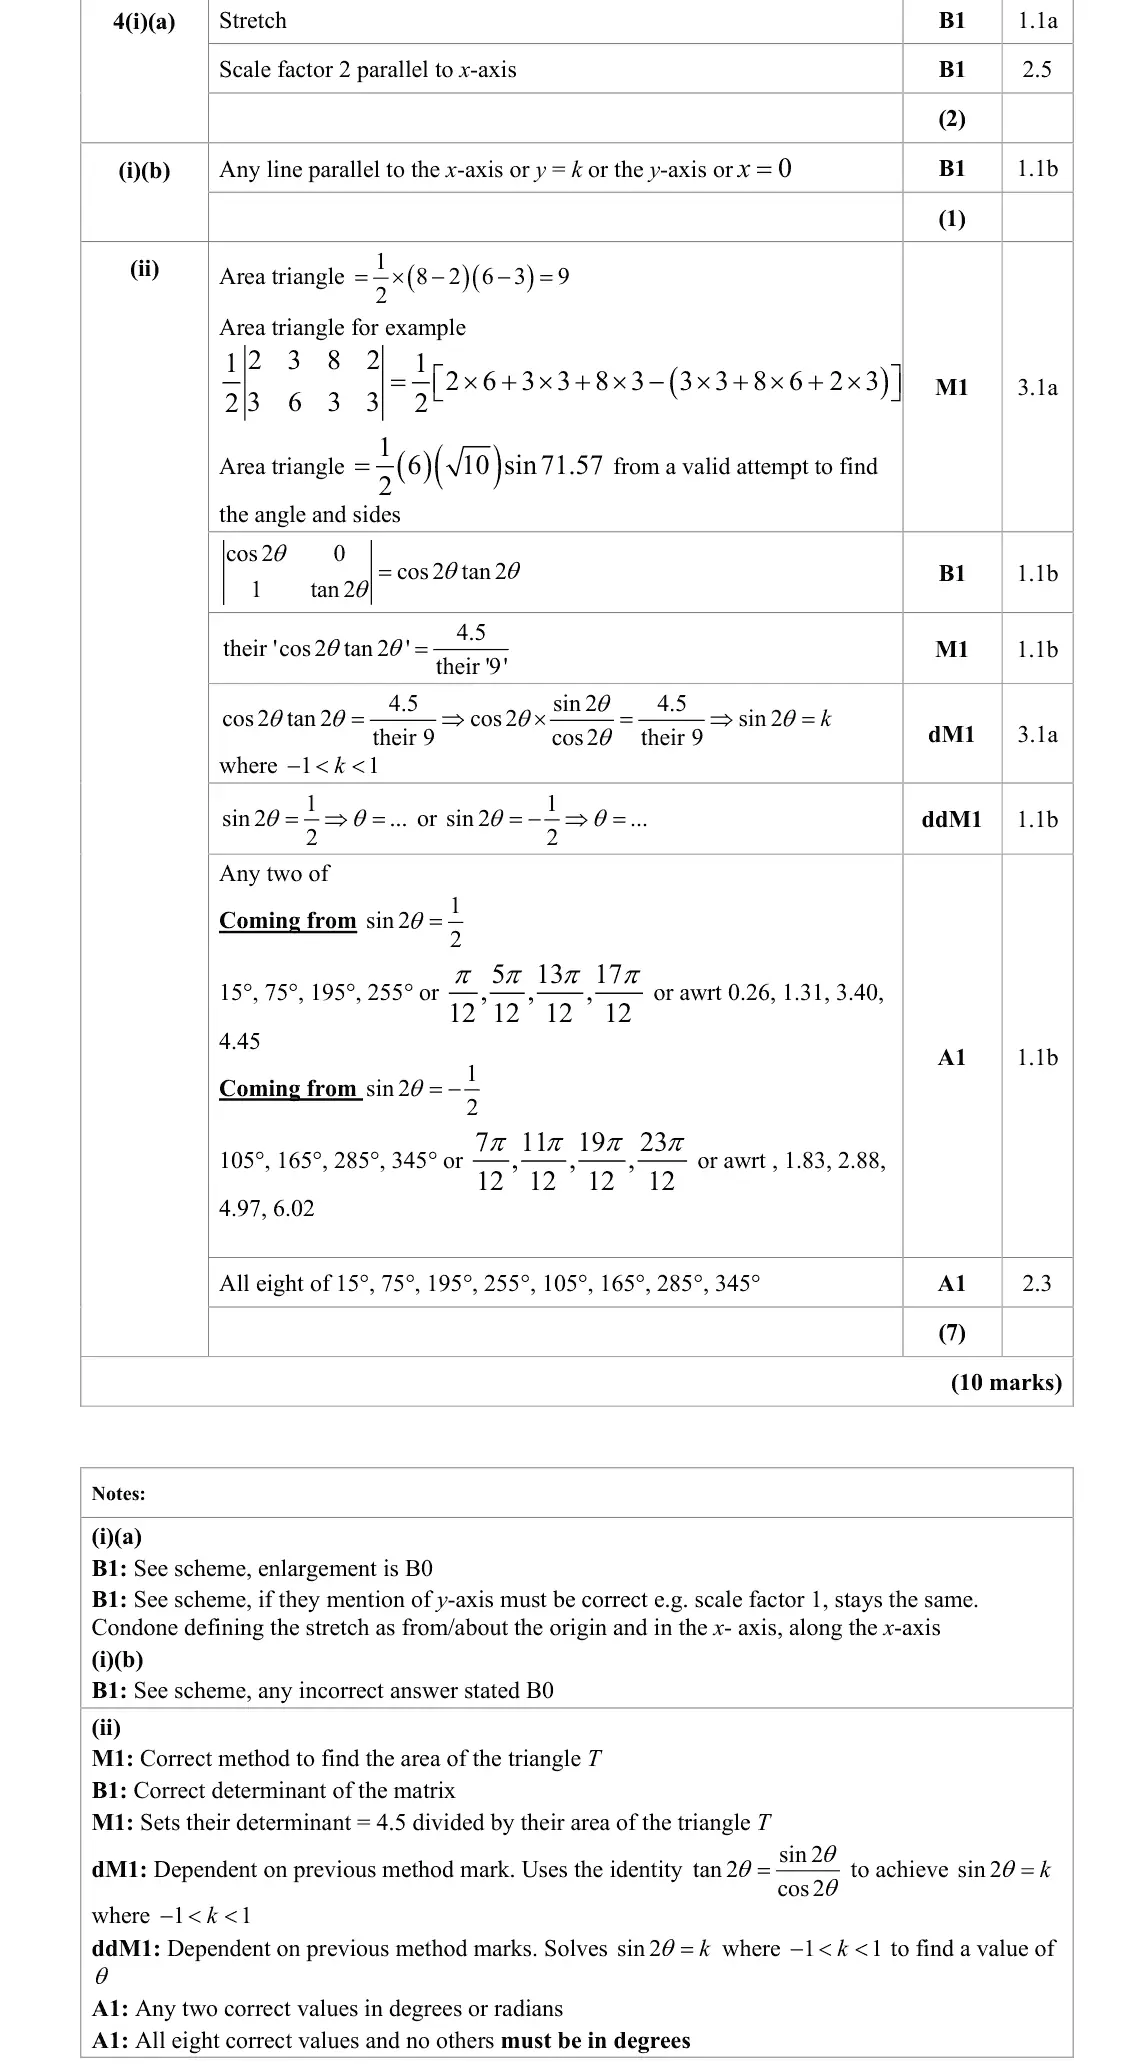 4(i)(a) Stretch B1 1.1a
Scale factor 2 parallel to x-axis B1 2.5
(2)
(i)(b) Any line parallel to the x-axis or y = k or the y-axis or x = 0 B1 1.1b
(1)
(ii) Area triangle = 1/2 × (8 − 2)(6 − 3) = 9
Area triangle for example
1/2 |2 3 8 2; 3 6 3 3| = 1/2 [2×6 + 3×3 + 8×3 − (3×3 + 8×6 + 2×3)] M1 3.1a
Area triangle = 1/2 (6)(√10) sin 71.57 from a valid attempt to find
the angle and sides
|cos 2θ 0; 1 tan 2θ| = cos 2θ tan 2θ B1 1.1b
their 'cos 2θ tan 2θ' = 4.5 / their '9' M1 1.1b
cos 2θ tan 2θ = 4.5 / their 9 ⇒ cos 2θ × sin 2θ / cos 2θ = 4.5 / their 9 ⇒ sin 2θ = k
where −1 < k < 1 dM1 3.1a
sin 2θ = 1/2 ⇒ θ = ... or sin 2θ = −1/2 ⇒ θ = ... ddM1 1.1b
Any two of
Coming from sin 2θ = 1/2
15°, 75°, 195°, 255° or π/12, 5π/12, 13π/12, 17π/12 or awrt 0.26, 1.31, 3.40,
4.45
A1 1.1b
Coming from sin 2θ = −1/2
105°, 165°, 285°, 345° or 7π/12, 11π/12, 19π/12, 23π/12 or awrt , 1.83, 2.88,
4.97, 6.02
All eight of 15°, 75°, 195°, 255°, 105°, 165°, 285°, 345° A1 2.3
(7)
(10 marks)
Notes:
(i)(a)
B1: See scheme, enlargement is B0
B1: See scheme, if they mention of y-axis must be correct e.g. scale factor 1, stays the same.
Condone defining the stretch as from/about the origin and in the x- axis, along the x-axis
(i)(b)
B1: See scheme, any incorrect answer stated B0
(ii)
M1: Correct method to find the area of the triangle T
B1: Correct determinant of the matrix
M1: Sets their determinant = 4.5 divided by their area of the triangle T
dM1: Dependent on previous method mark. Uses the identity tan 2θ = sin 2θ / cos 2θ to achieve sin 2θ = k
where −1 < k < 1
ddM1: Dependent on previous method marks. Solves sin 2θ = k where −1 < k < 1 to find a value of
θ
A1: Any two correct values in degrees or radians
A1: All eight correct values and no others must be in degrees